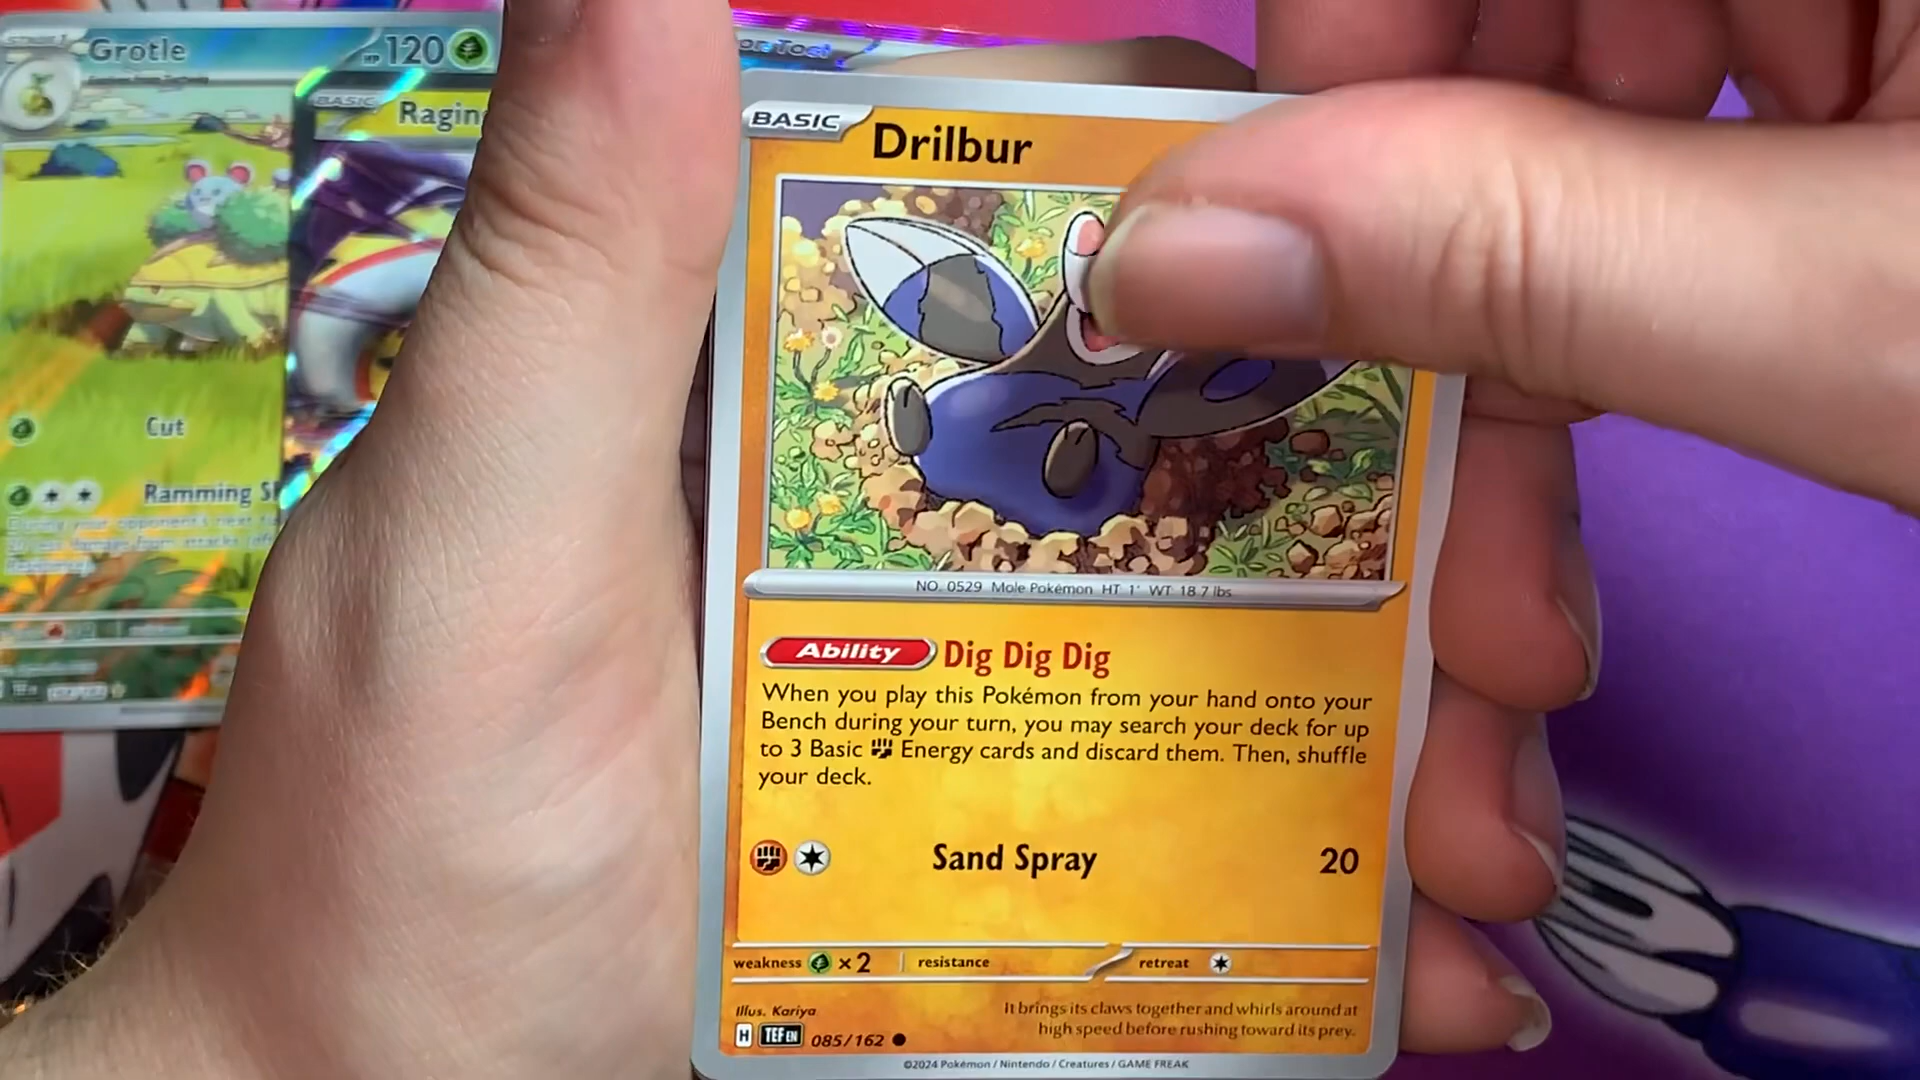 Grotle
HP 120
BASIC
Ragin
Cut
Ramming S
BASIC
Drilbur
NO. 0529 Mole Pokémon HT 1' WT 18.7 lbs
Ability Dig Dig Dig
When you play this Pokémon from your hand onto your
Bench during your turn, you may search your deck for up
to 3 Basic Energy cards and discard them. Then, shuffle
your deck.
Sand Spray 20
weakness ×2 resistance retreat
Illus. Kariya
It brings its claws together and whirls around at
high speed before rushing toward its prey.
H TEF EN 085/162
©2024 Pokémon / Nintendo / Creatures / GAME FREAK